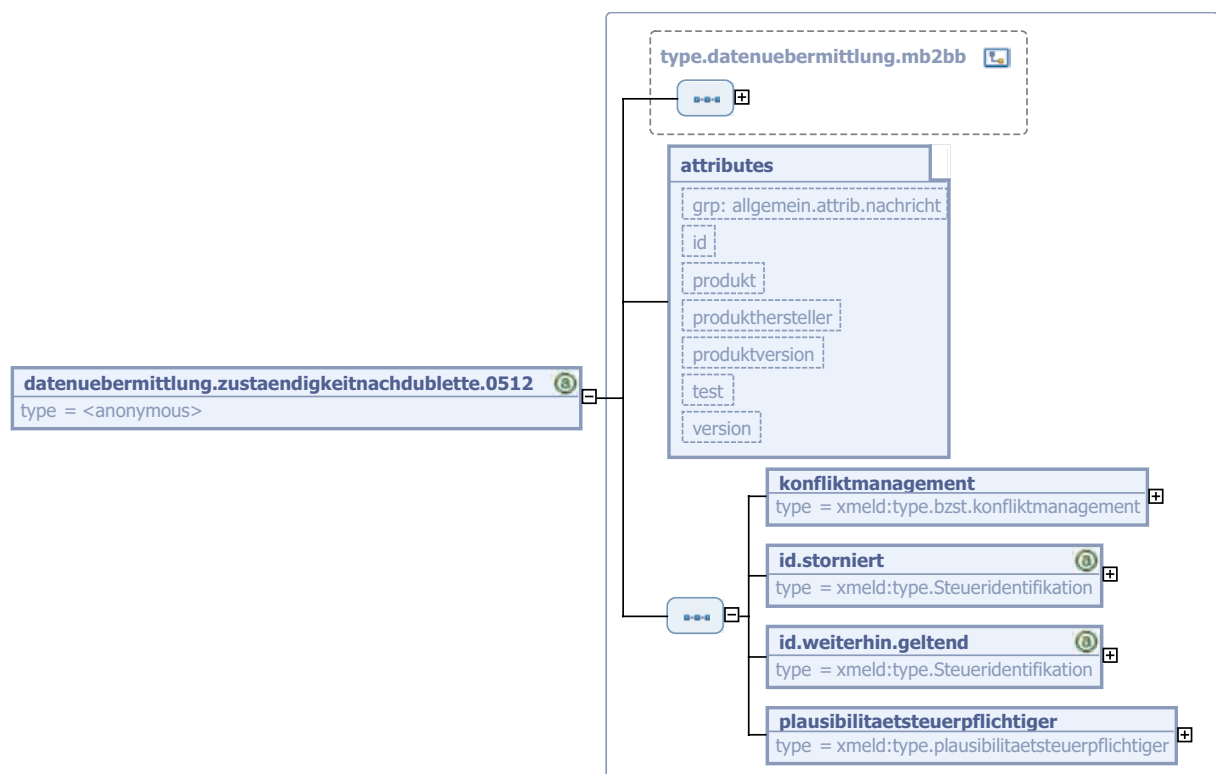 type.datenuebermittlung.mb2bb
attributes
grp: allgemein.attrib.nachricht
id
produkt
produkthersteller
produktversion
test
version
datenuebermittlung.zustaendigkeitnachdublette.0512
type = <anonymous>
konfliktmanagement
type = xmeld:type.bzst.konfliktmanagement
id.storniert
type = xmeld:type.Steueridentifikation
id.weiterhin.geltend
type = xmeld:type.Steueridentifikation
plausibilitaetsteuerpflichtiger
type = xmeld:type.plausibilitaetsteuerpflichtiger